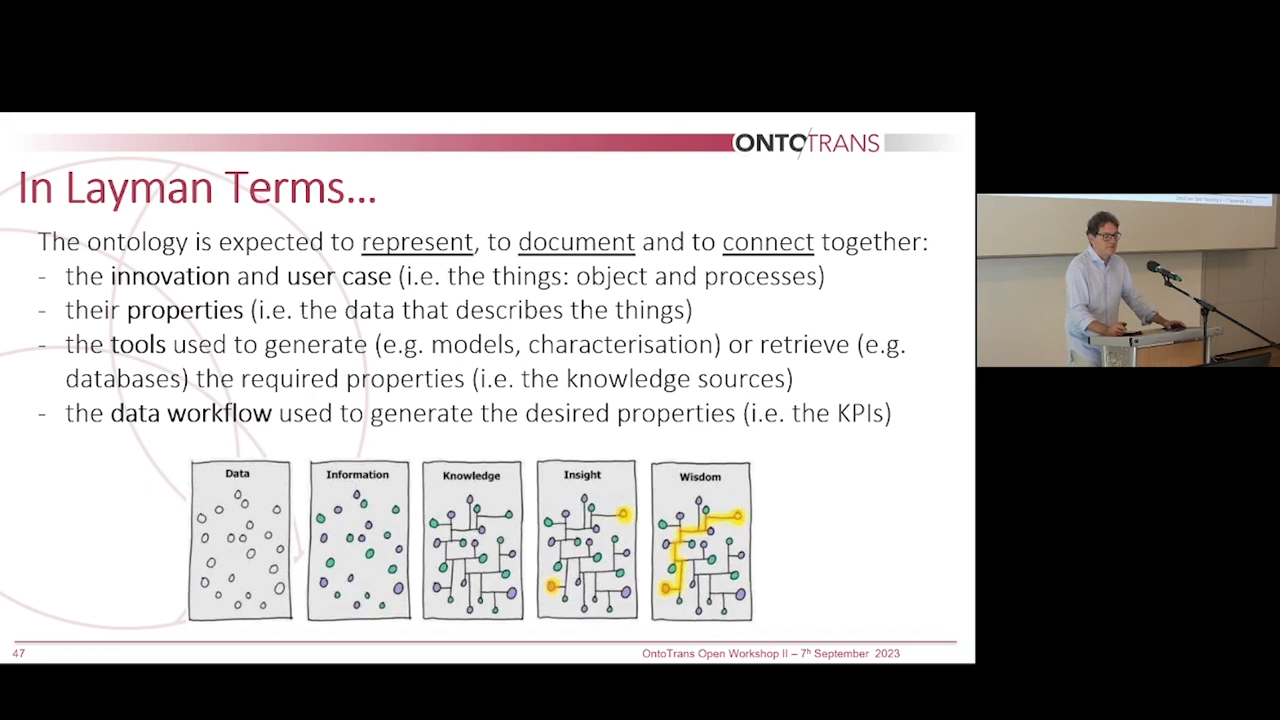 ONTOTRANS
In Layman Terms...
The ontology is expected to represent, to document and to connect together:
- the innovation and user case (i.e. the things: object and processes)
- their properties (i.e. the data that describes the things)
- the tools used to generate (e.g. models, characterisation) or retrieve (e.g.
databases) the required properties (i.e. the knowledge sources)
- the data workflow used to generate the desired properties (i.e. the KPIs)
Data
Information
Knowledge
Insight
Wisdom
47
OntoTrans Open Workshop II – 7ʰ September 2023